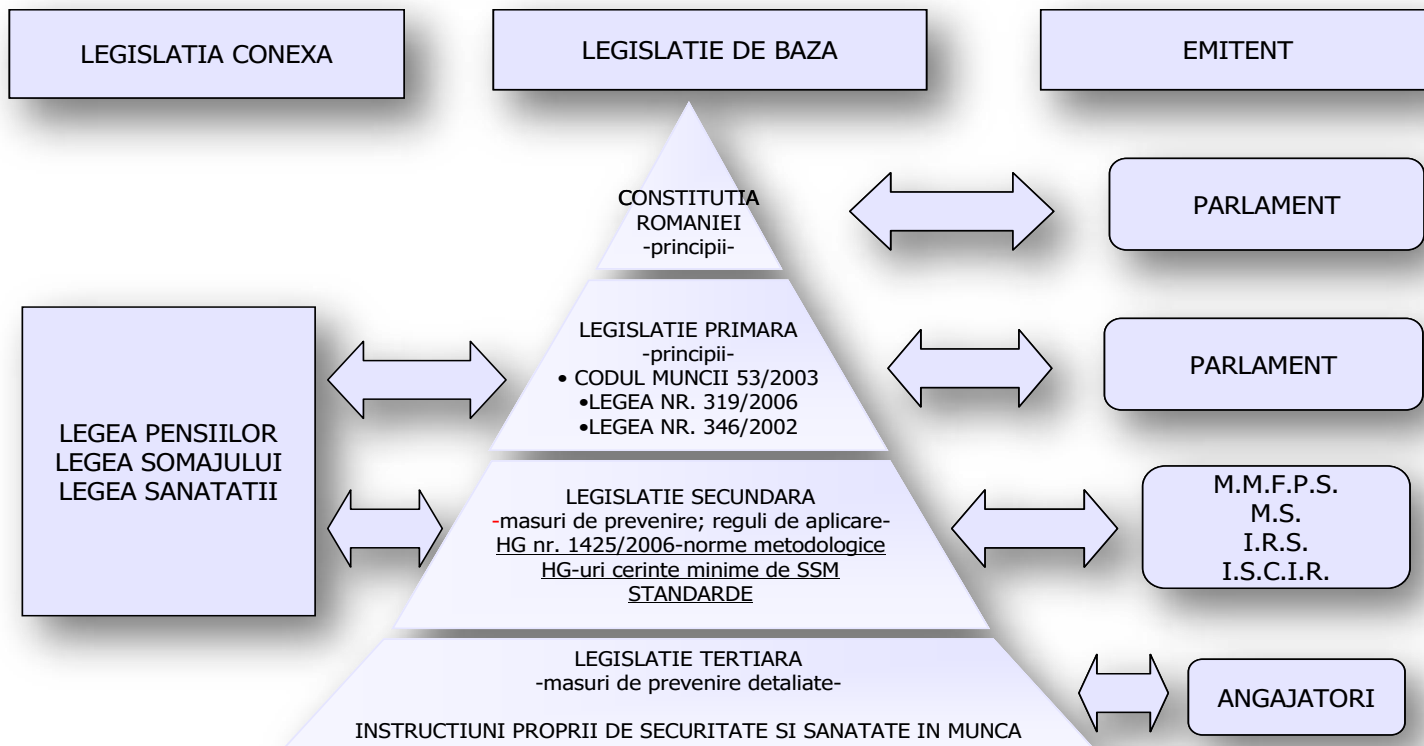 LEGISLATIA CONEXA
LEGISLATIE DE BAZA
EMITENT
CONSTITUTIA
ROMANIEI
-principii-
PARLAMENT
LEGISLATIE PRIMARA
-principii-
• CODUL MUNCII 53/2003
•LEGEA NR. 319/2006
•LEGEA NR. 346/2002
PARLAMENT
LEGEA PENSIILOR
LEGEA SOMAJULUI
LEGEA SANATATII
LEGISLATIE SECUNDARA
-masuri de prevenire; reguli de aplicare-
HG nr. 1425/2006-norme metodologice
HG-uri cerinte minime de SSM
STANDARDE
M.M.F.P.S.
M.S.
I.R.S.
I.S.C.I.R.
LEGISLATIE TERTIARA
-masuri de prevenire detaliate-
INSTRUCTIUNI PROPRII DE SECURITATE SI SANATATE IN MUNCA
ANGAJATORI